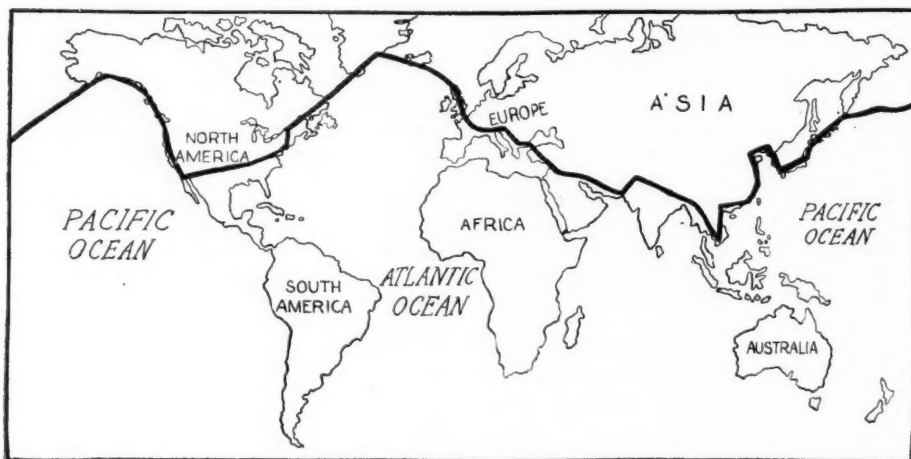 ASIA
EUROPE
NORTH
AMERICA
PACIFIC
OCEAN
AFRICA
PACIFIC
OCEAN
ATLANTIC
OCEAN
SOUTH
AMERICA
AUSTRALIA